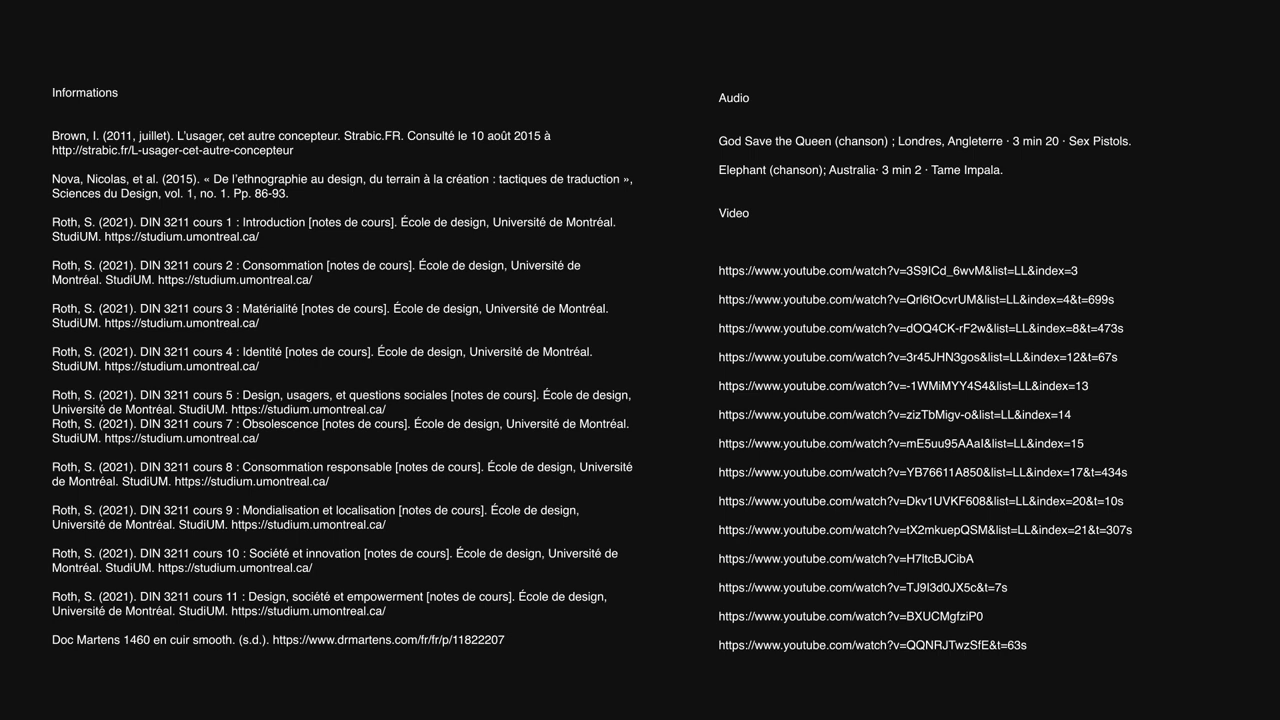 Informations
Brown, I. (2011, juillet). L'usager, cet autre concepteur. Strabic.FR. Consulté le 10 août 2015 à
http://strabic.fr/L-usager-cet-autre-concepteur
Nova, Nicolas, et al. (2015). « De l'ethnographie au design, du terrain à la création : tactiques de traduction »,
Sciences du Design, vol. 1, no. 1. Pp. 86-93.
Roth, S. (2021). DIN 3211 cours 1 : Introduction [notes de cours]. École de design, Université de Montréal.
StudiUM. https://studium.umontreal.ca/
Roth, S. (2021). DIN 3211 cours 2 : Consommation [notes de cours]. École de design, Université de
Montréal. StudiUM. https://studium.umontreal.ca/
Roth, S. (2021). DIN 3211 cours 3 : Matérialité [notes de cours]. École de design, Université de Montréal.
StudiUM. https://studium.umontreal.ca/
Roth, S. (2021). DIN 3211 cours 4 : Identité [notes de cours]. École de design, Université de Montréal.
StudiUM. https://studium.umontreal.ca/
Roth, S. (2021). DIN 3211 cours 5 : Design, usagers, et questions sociales [notes de cours]. École de design,
Université de Montréal. StudiUM. https://studium.umontreal.ca/
Roth, S. (2021). DIN 3211 cours 7 : Obsolescence [notes de cours]. École de design, Université de Montréal.
StudiUM. https://studium.umontreal.ca/
Roth, S. (2021). DIN 3211 cours 8 : Consommation responsable [notes de cours]. École de design, Université
de Montréal. StudiUM. https://studium.umontreal.ca/
Roth, S. (2021). DIN 3211 cours 9 : Mondialisation et localisation [notes de cours]. École de design,
Université de Montréal. StudiUM. https://studium.umontreal.ca/
Roth, S. (2021). DIN 3211 cours 10 : Société et innovation [notes de cours]. École de design, Université de
Montréal. StudiUM. https://studium.umontreal.ca/
Roth, S. (2021). DIN 3211 cours 11 : Design, société et empowerment [notes de cours]. École de design,
Université de Montréal. StudiUM. https://studium.umontreal.ca/
Doc Martens 1460 en cuir smooth. (s.d.). https://www.drmartens.com/fr/fr/p/11822207
Audio
God Save the Queen (chanson) ; Londres, Angleterre · 3 min 20 · Sex Pistols.
Elephant (chanson); Australia· 3 min 2 · Tame Impala.
Video
https://www.youtube.com/watch?v=3S9ICd_6wvM&list=LL&index=3
https://www.youtube.com/watch?v=Qrl6tOcvrUM&list=LL&index=4&t=699s
https://www.youtube.com/watch?v=dOQ4CK-rF2w&list=LL&index=8&t=473s
https://www.youtube.com/watch?v=3r45JHN3gos&list=LL&index=12&t=67s
https://www.youtube.com/watch?v=-1WMiMYY4S4&list=LL&index=13
https://www.youtube.com/watch?v=zizTbMigv-o&list=LL&index=14
https://www.youtube.com/watch?v=mE5uu95AAaI&list=LL&index=15
https://www.youtube.com/watch?v=YB76611A850&list=LL&index=17&t=434s
https://www.youtube.com/watch?v=Dkv1UVKF608&list=LL&index=20&t=10s
https://www.youtube.com/watch?v=tX2mkuepQSM&list=LL&index=21&t=307s
https://www.youtube.com/watch?v=H7ltcBJCibA
https://www.youtube.com/watch?v=TJ9I3d0JX5c&t=7s
https://www.youtube.com/watch?v=BXUCMgfziP0
https://www.youtube.com/watch?v=QQNRJTwzSfE&t=63s